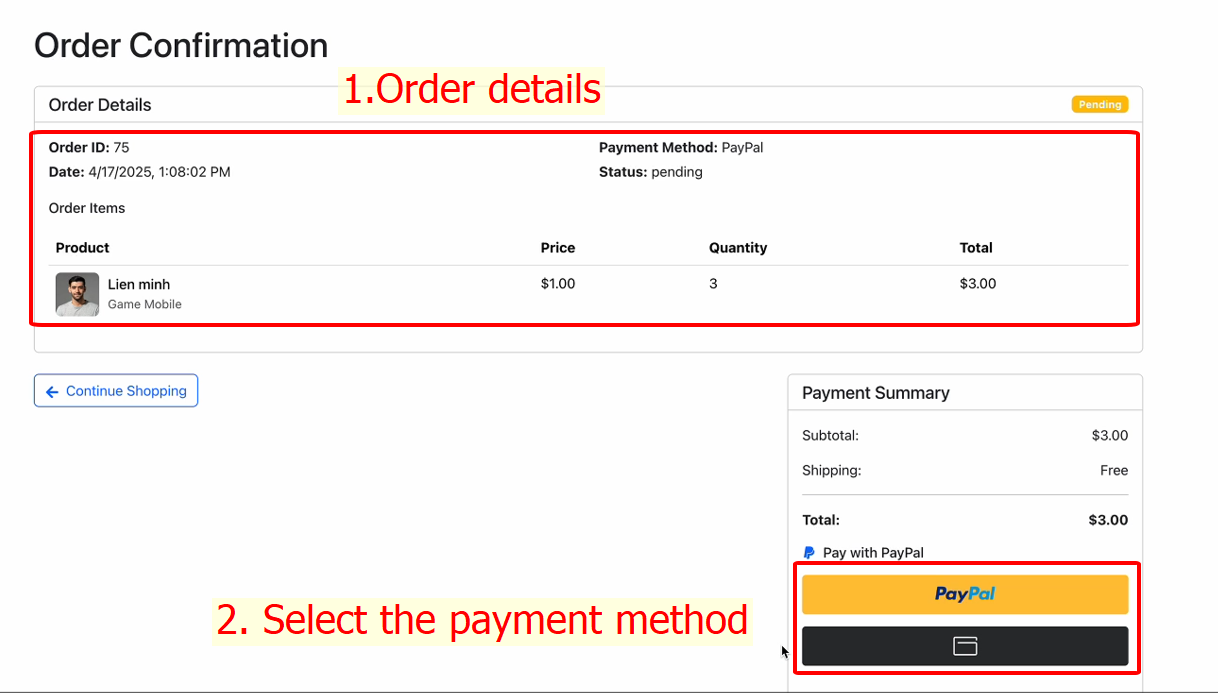 Order Confirmation
1.Order details
Order Details
Pending
Order ID: 75
Payment Method: PayPal
Date: 4/17/2025, 1:08:02 PM
Status: pending
Order Items
Product Price Quantity Total
Lien minh $1.00 3 $3.00
Game Mobile
Continue Shopping
Payment Summary
Subtotal: $3.00
Shipping: Free
Total: $3.00
Pay with PayPal
PayPal
2. Select the payment method